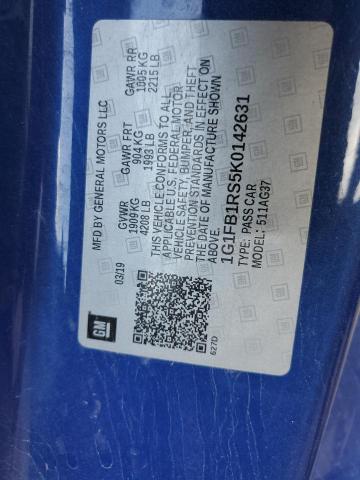 MFD BY GENERAL MOTORS LLC
03/19
GVWR GAWR FRT GAWR RR
1909 KG 904 KG 1005 KG
4208 LB 1993 LB 2215 LB
THIS VEHICLE CONFORMS TO ALL
APPLICABLE U.S. FEDERAL MOTOR
VEHICLE SAFETY, BUMPER, AND THEFT
PREVENTION STANDARDS IN EFFECT ON
THE DATE OF MANUFACTURE SHOWN
ABOVE.
1G1FB1RS5K0142631
TYPE: PASS CAR
MODEL: 511AG37
GM
627D